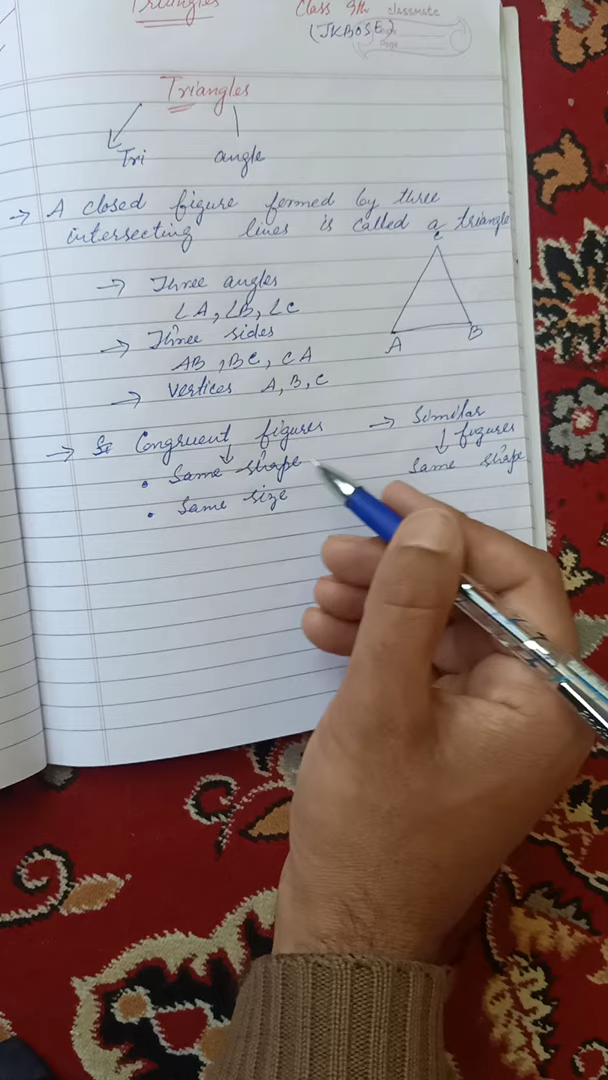 Triangles
Class 9th classmate
(JKBOSE)
Page
Triangles
Tri angle
→ A closed figure formed by three
intersecting lines is called a triangle
→ Three angles
∠A, ∠B, ∠C
→ Three sides
AB, BC, CA
→ Vertices A, B, C
C
A
B
→ Congruent figures
• Same shape
• Same size
→ Similar
figures
Same shape